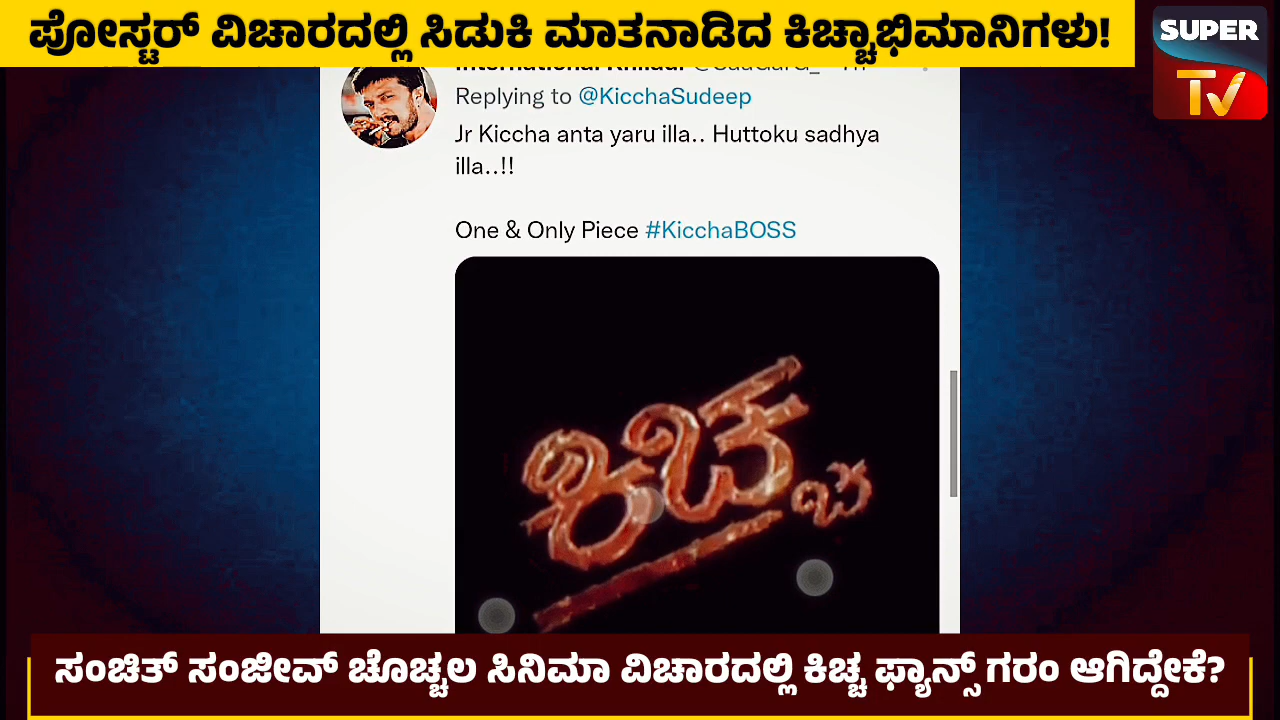 ಪೋಸ್ಟರ್ ವಿಚಾರದಲ್ಲಿ ಸಿಡುಕಿ ಮಾತನಾಡಿದ ಕಿಚ್ಚಾಭಿಮಾನಿಗಳು!
SUPER
TV
Replying to @KicchaSudeep
Jr Kiccha anta yaru illa.. Huttoku sadhya
illa..!!
One & Only Piece #KicchaBOSS
ಕಿಚ್ಚ
ಸಂಚಿತ್ ಸಂಜೀವ್ ಚೊಚ್ಚಲ ಸಿನಿಮಾ ವಿಚಾರದಲ್ಲಿ ಕಿಚ್ಚ ಫ್ಯಾನ್ಸ್ ಗರಂ ಆಗಿದ್ದೇಕೆ?